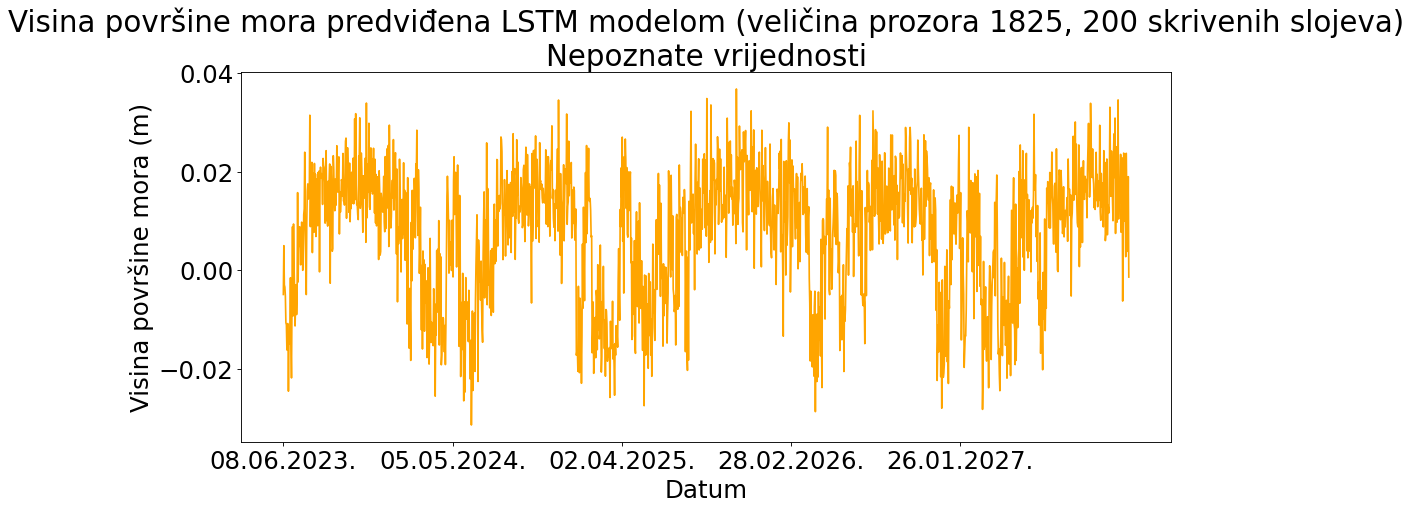 Visina površine mora predviđena LSTM modelom (veličina prozora 1825, 200 skrivenih slojeva)
Nepoznate vrijednosti
Visina površine mora (m)
0.04
0.02
0.00
−0.02
08.06.2023. 05.05.2024. 02.04.2025. 28.02.2026. 26.01.2027.
Datum